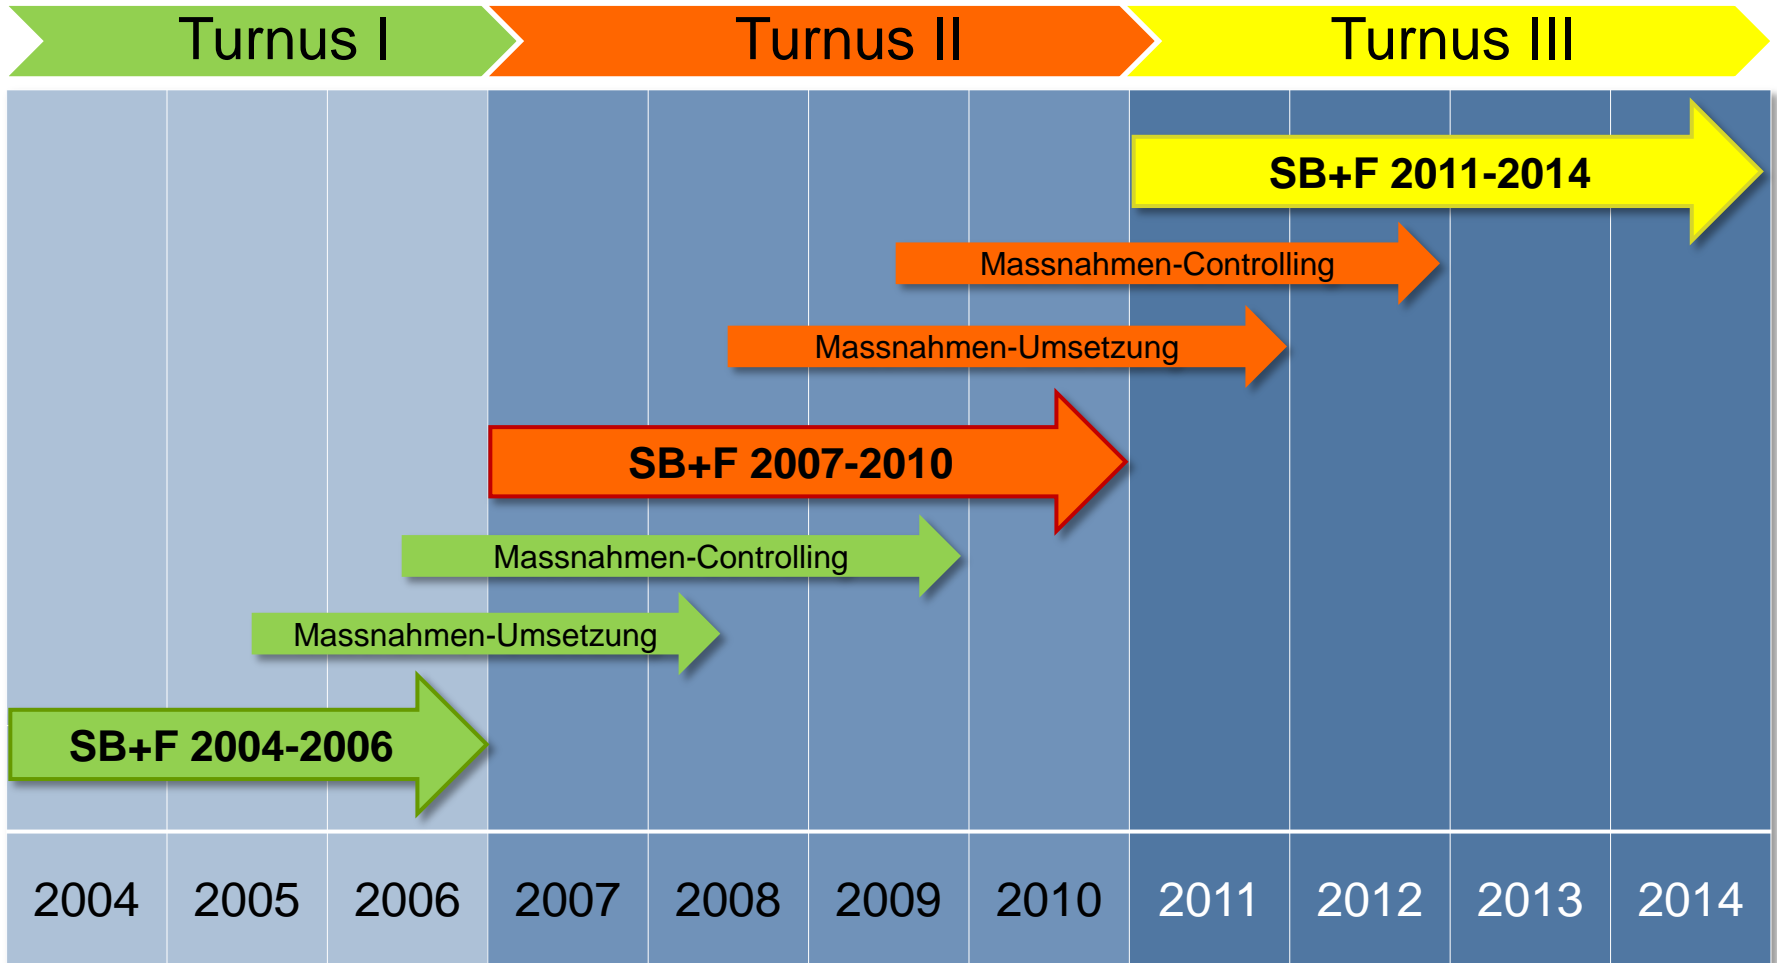 Turnus I Turnus II Turnus III
SB+F 2011-2014
Massnahmen-Controlling
Massnahmen-Umsetzung
SB+F 2007-2010
Massnahmen-Controlling
Massnahmen-Umsetzung
SB+F 2004-2006
2004 2005 2006 2007 2008 2009 2010 2011 2012 2013 2014